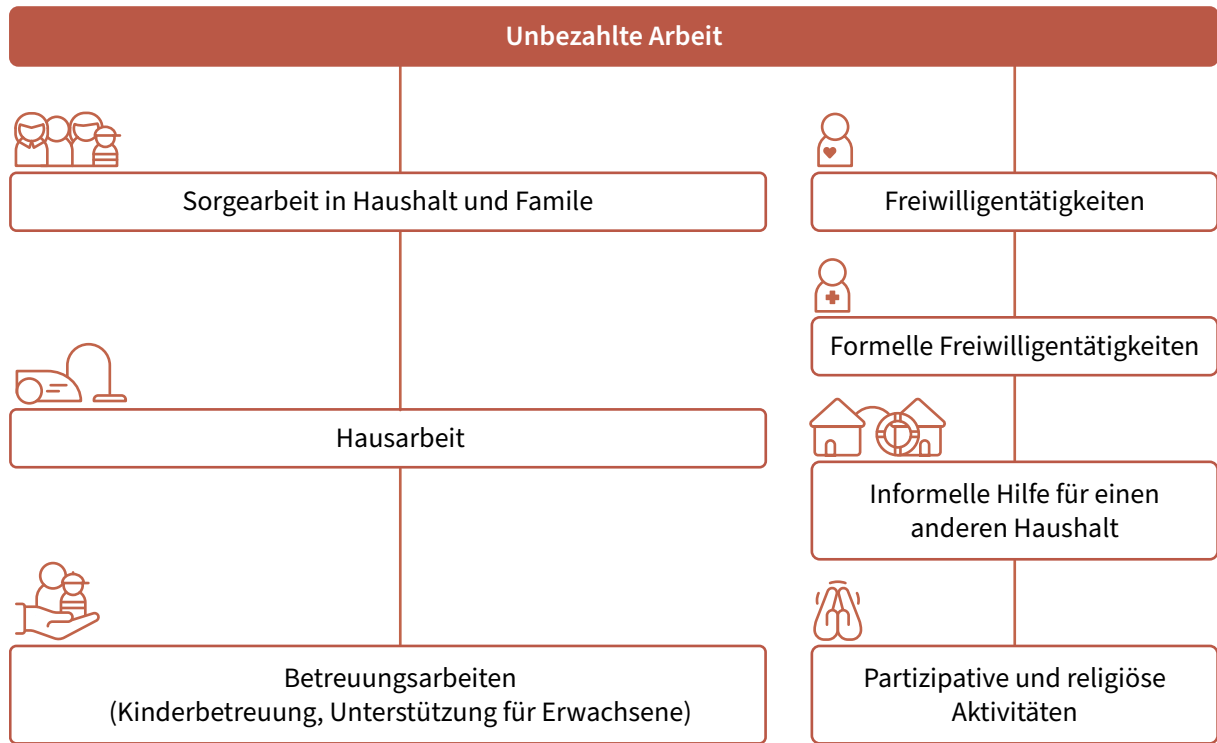 Unbezahlte Arbeit
Sorgearbeit in Haushalt und Famile
Hausarbeit
Betreuungsarbeiten
(Kinderbetreuung, Unterstützung für Erwachsene)
Freiwilligentätigkeiten
Formelle Freiwilligentätigkeiten
Informelle Hilfe für einen
anderen Haushalt
Partizipative und religiöse
Aktivitäten